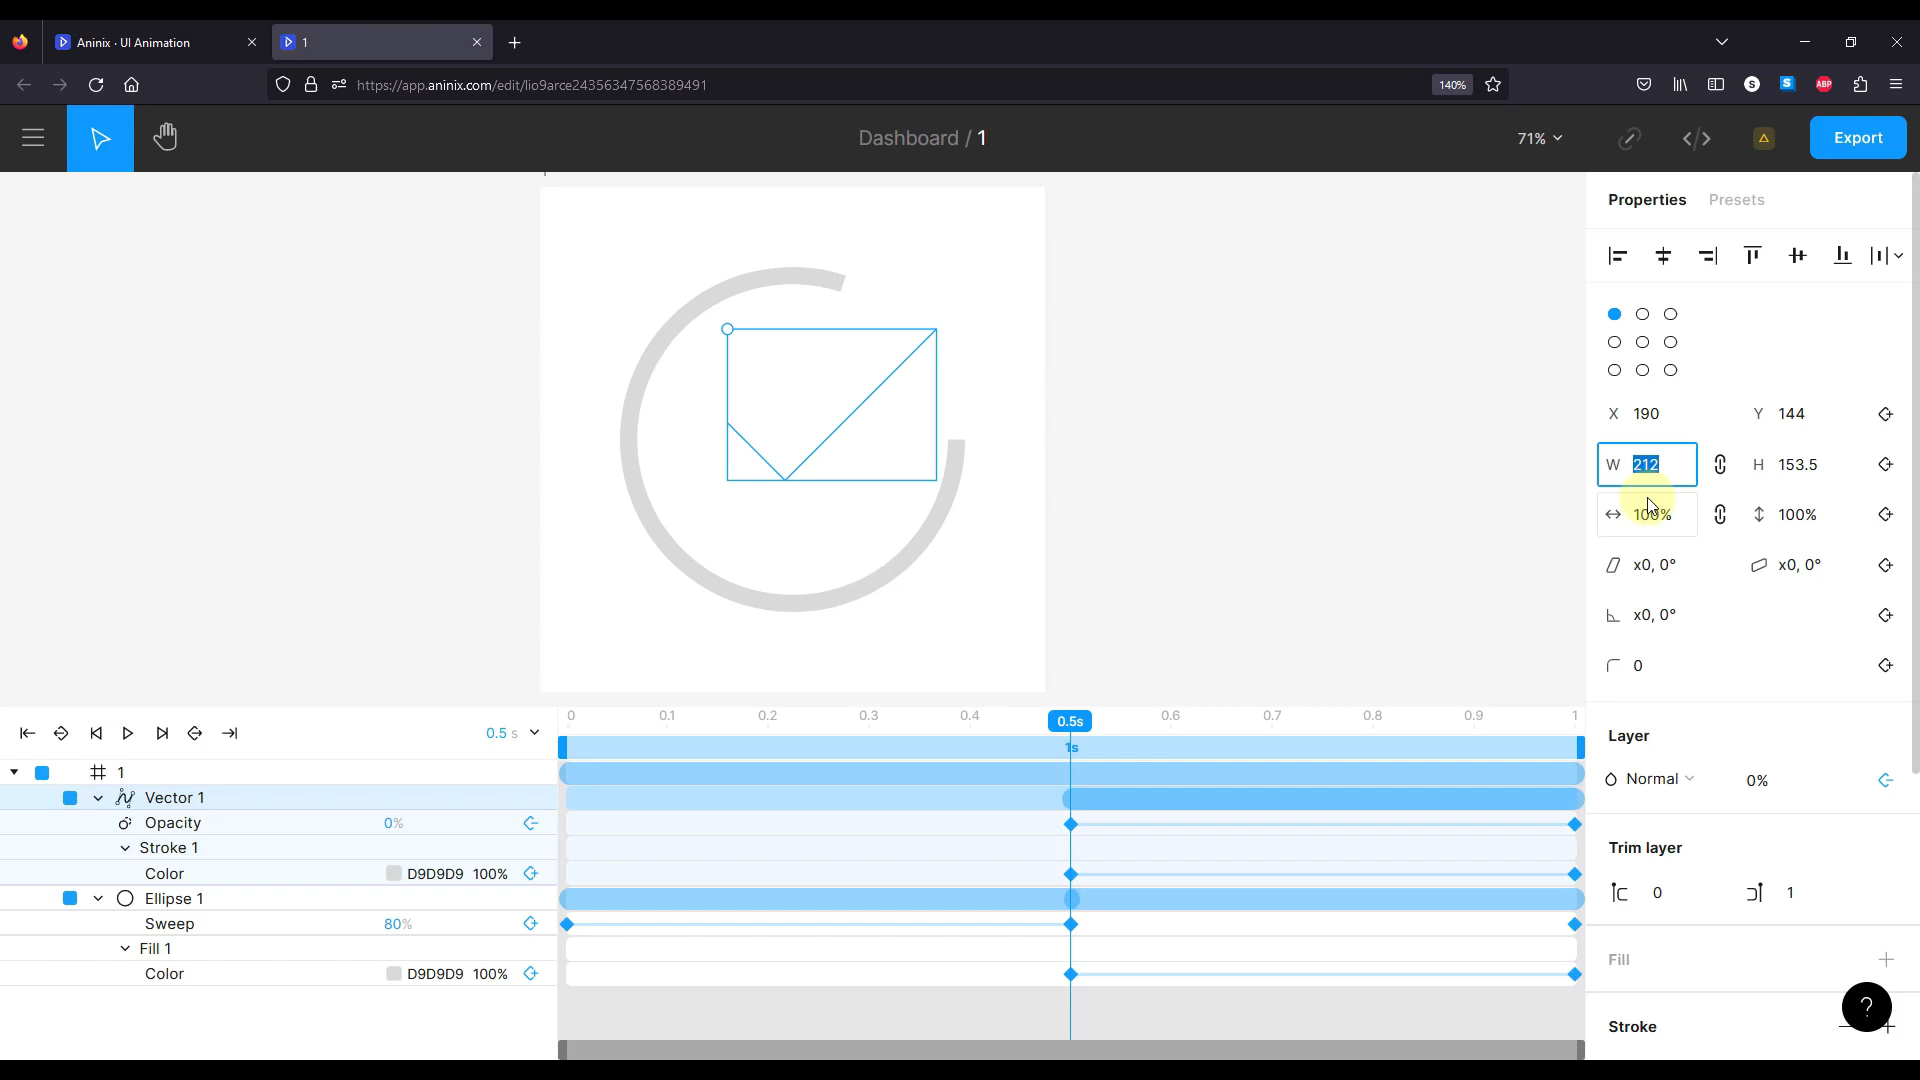 Aninix · UI Animation
1
https://app.aninix.com/edit/lio9arce24356347568389491
140%
S
S
ABP
Dashboard / 1
71%
Export
Properties
Presets
X 190
Y 144
W 212
H 153.5
100%
100%
x0, 0°
x0, 0°
x0, 0°
0
Layer
Normal
0%
Trim layer
0
1
Fill
Stroke
?
0.5 s
0
0.1
0.2
0.3
0.4
0.5s
0.6
0.7
0.8
0.9
1
1s
1
Vector 1
Opacity 0%
Stroke 1
Color D9D9D9 100%
Ellipse 1
Sweep 80%
Fill 1
Color D9D9D9 100%